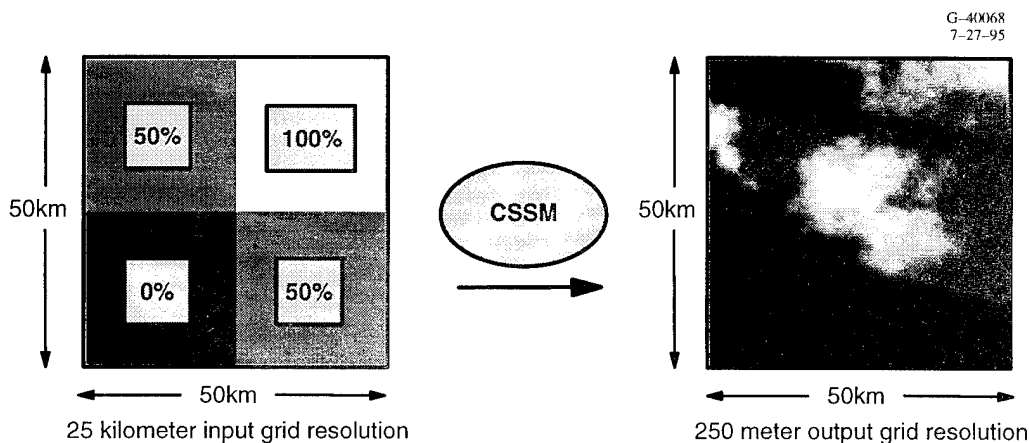 G–40068
7–27–95
50%
100%
50km
CSSM
50km
0%
50%
50km
50km
25 kilometer input grid resolution
250 meter output grid resolution